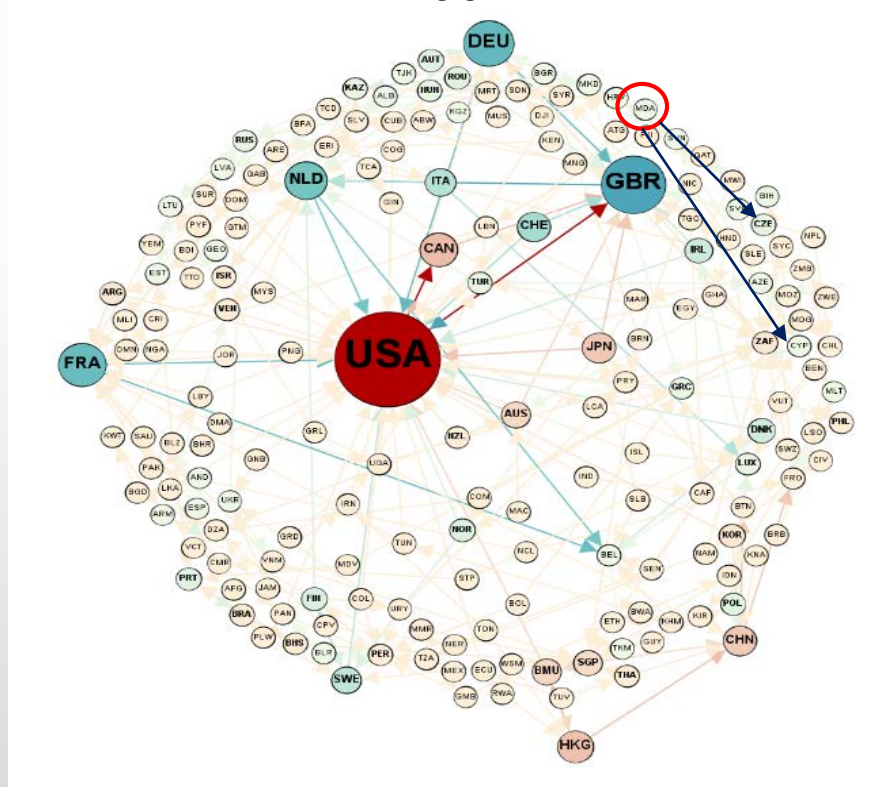 DEU
AUT
TJK
ROU
BGR
KAZ
ALB
HUN
MRT
SDN
SYR
MKD
MDA
TCD
SLV
CUB
ABW
KGZ
MUS
DJI
BFA
ATG
RUS
ARE
ERI
COG
KEN
QAT
LVA
GAB
TCA
MNG
NLD
ITA
GBR
NIC
MWI
LTU
SUR
DOM
GIN
BIH
PYF
GTM
LBN
CHE
TGO
CZE
YEM
BDI
GEO
CAN
IRL
HND
SLE
SYC
NPL
EST
TTO
ISR
TUR
AZE
ZMB
ARG
MYS
MAR
GHA
MOZ
ZWE
VEN
EGY
MDG
MLI
CRI
BRN
ZAF
CYP
CHL
DMN
NGA
JOR
PNG
USA
JPN
FRA
BEN
PRY
GRC
MLT
LBY
LCA
VUT
DMA
AUS
PHL
KWT
SAU
BLZ
BHR
GRL
NZL
DNK
LSO
GNB
UGA
ISL
LUX
SWZ
CIV
PAK
AND
IND
FRO
BGD
LKA
UKR
COM
SLB
CAF
ARM
ESP
IRN
MAC
BTN
DZA
NOR
KOR
BRB
VCT
GRD
TUN
NCL
BEL
NAM
KNA
CMR
VNM
MDV
SEN
IDN
PRT
AFG
JAM
STP
FIN
COL
URY
BOL
POL
BRA
PAN
CPV
MMR
TON
ETH
BWA
KHM
KIR
PLW
BHS
BLR
PER
TZA
NER
TKM
GUY
CHN
SWE
MEX
ECU
WSM
BMU
SGP
THA
GMB
RWA
TUV
HKG